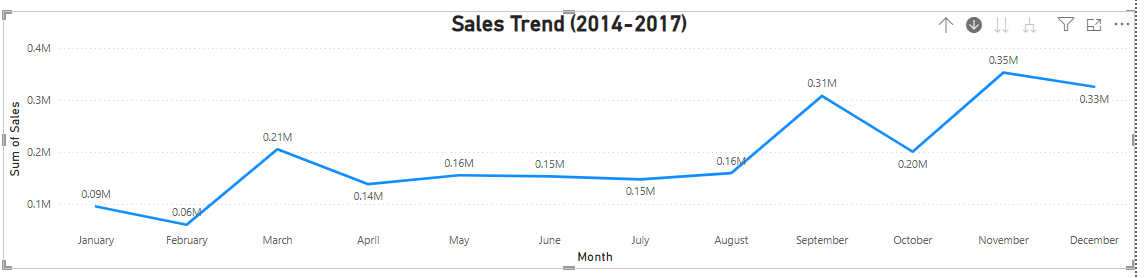 Sales Trend (2014-2017)
0.4M
0.3M
0.2M
0.1M
Sum of Sales
0.09M
0.06M
0.21M
0.14M
0.16M
0.15M
0.15M
0.16M
0.31M
0.20M
0.35M
0.33M
January February March April May June July August September October November December
Month